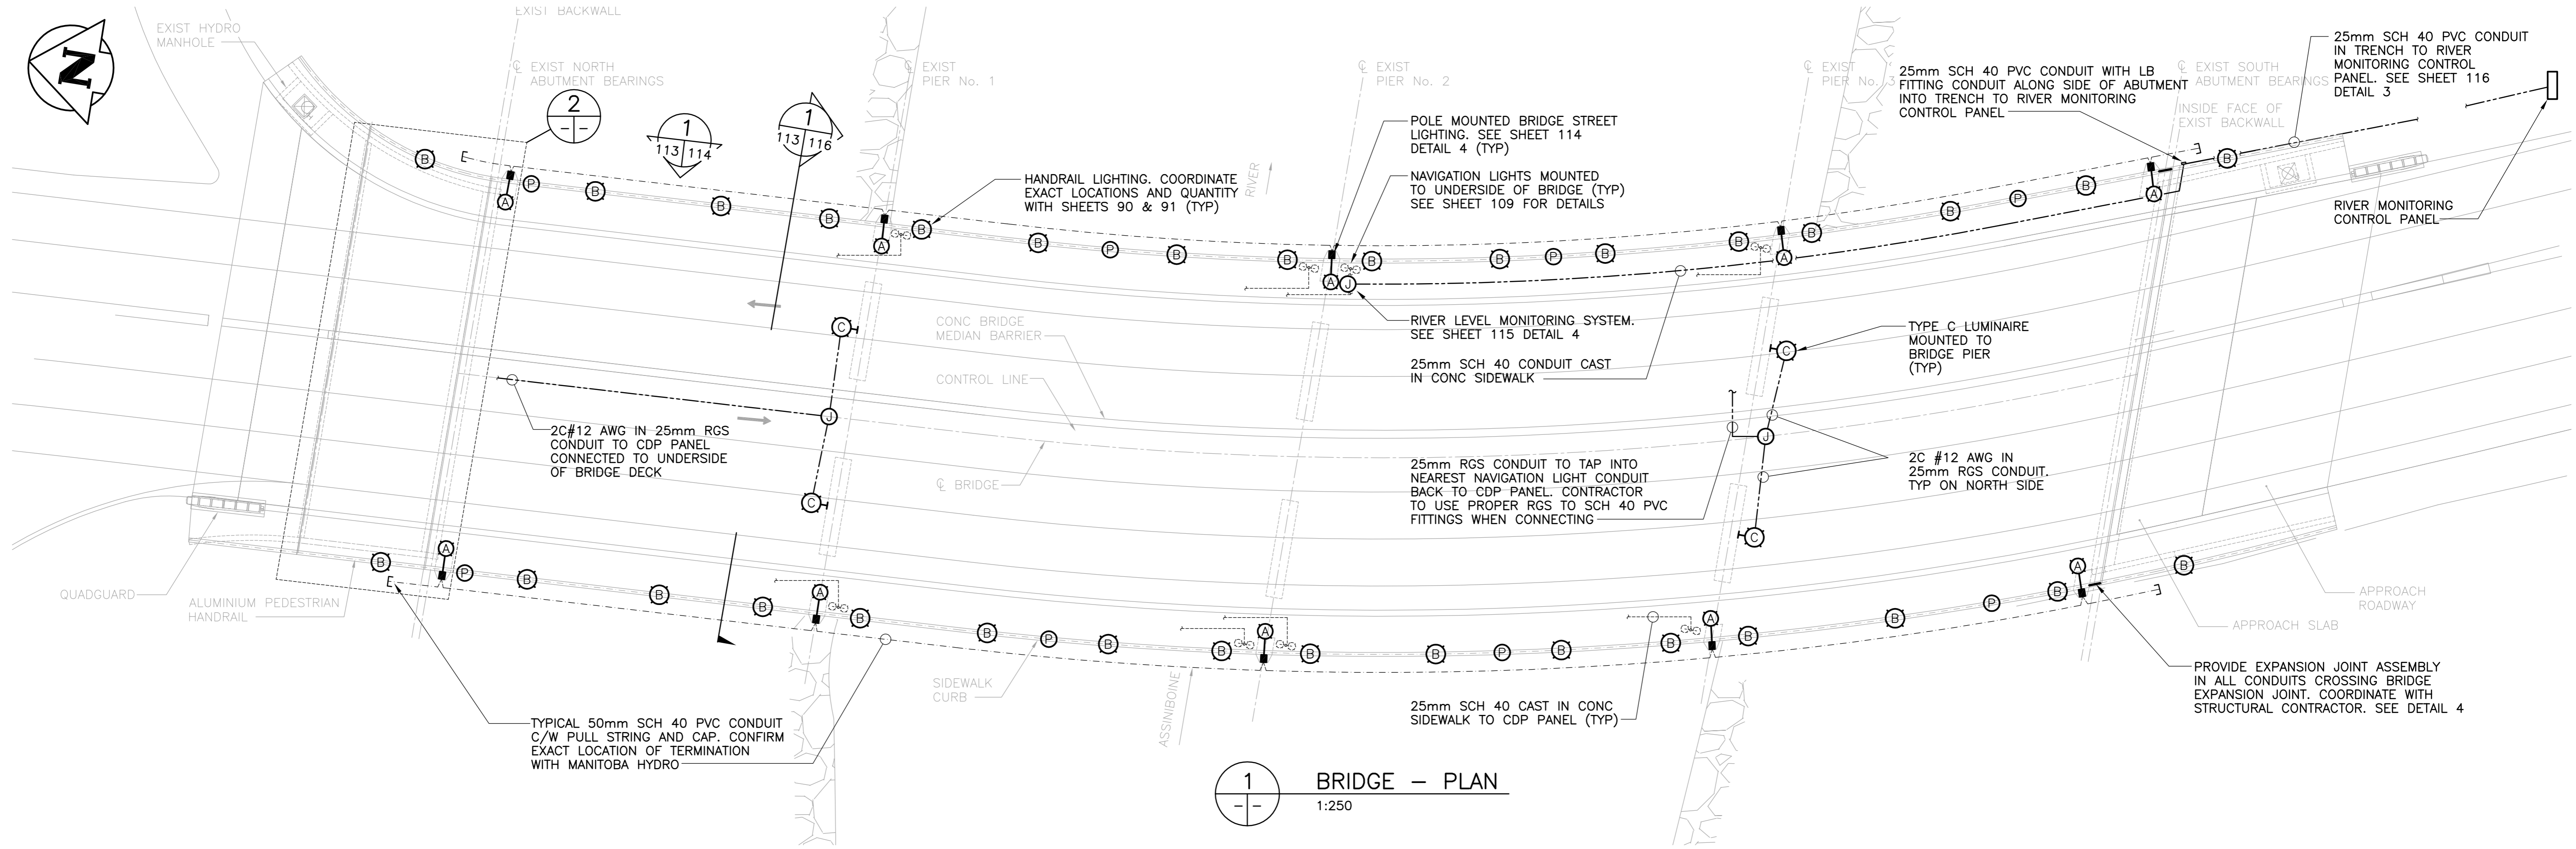 N
EXIST HYDRO
MANHOLE
EXIST BACKWALL
℄ EXIST NORTH
ABUTMENT BEARINGS
2
- -
1
113 114
1
113 116
℄ EXIST
PIER No. 1
℄ EXIST
PIER No. 2
℄ EXIST
PIER No. 3
℄ EXIST SOUTH
ABUTMENT BEARINGS
INSIDE FACE OF
EXIST BACKWALL
25mm SCH 40 PVC CONDUIT WITH LB
FITTING CONDUIT ALONG SIDE OF ABUTMENT
INTO TRENCH TO RIVER MONITORING
CONTROL PANEL
25mm SCH 40 PVC CONDUIT
IN TRENCH TO RIVER
MONITORING CONTROL
PANEL. SEE SHEET 116
DETAIL 3
RIVER MONITORING
CONTROL PANEL
HANDRAIL LIGHTING. COORDINATE
EXACT LOCATIONS AND QUANTITY
WITH SHEETS 90 & 91 (TYP)
RIVER
POLE MOUNTED BRIDGE STREET
LIGHTING. SEE SHEET 114
DETAIL 4 (TYP)
NAVIGATION LIGHTS MOUNTED
TO UNDERSIDE OF BRIDGE (TYP)
SEE SHEET 109 FOR DETAILS
B E A P B B B A B B P B B A J B B P B B A B B P B A B
RIVER LEVEL MONITORING SYSTEM.
SEE SHEET 115 DETAIL 4
25mm SCH 40 CONDUIT CAST
IN CONC SIDEWALK
CONC BRIDGE
MEDIAN BARRIER
CONTROL LINE
℄ BRIDGE
C
J
C
C
J
C
TYPE C LUMINAIRE
MOUNTED TO
BRIDGE PIER
(TYP)
2C#12 AWG IN 25mm RGS
CONDUIT TO CDP PANEL
CONNECTED TO UNDERSIDE
OF BRIDGE DECK
25mm RGS CONDUIT TO TAP INTO
NEAREST NAVIGATION LIGHT CONDUIT
BACK TO CDP PANEL. CONTRACTOR
TO USE PROPER RGS TO SCH 40 PVC
FITTINGS WHEN CONNECTING
2C #12 AWG IN
25mm RGS CONDUIT.
TYP ON NORTH SIDE
QUADGUARD
ALUMINIUM PEDESTRIAN
HANDRAIL
B E A P B B B A B B P B B A B B P B B A B B P B A B
SIDEWALK
CURB
ASSINIBOINE
25mm SCH 40 CAST IN CONC
SIDEWALK TO CDP PANEL (TYP)
APPROACH
ROADWAY
APPROACH SLAB
PROVIDE EXPANSION JOINT ASSEMBLY
IN ALL CONDUITS CROSSING BRIDGE
EXPANSION JOINT. COORDINATE WITH
STRUCTURAL CONTRACTOR. SEE DETAIL 4
TYPICAL 50mm SCH 40 PVC CONDUIT
C/W PULL STRING AND CAP. CONFIRM
EXACT LOCATION OF TERMINATION
WITH MANITOBA HYDRO
1
- -
BRIDGE – PLAN
1:250